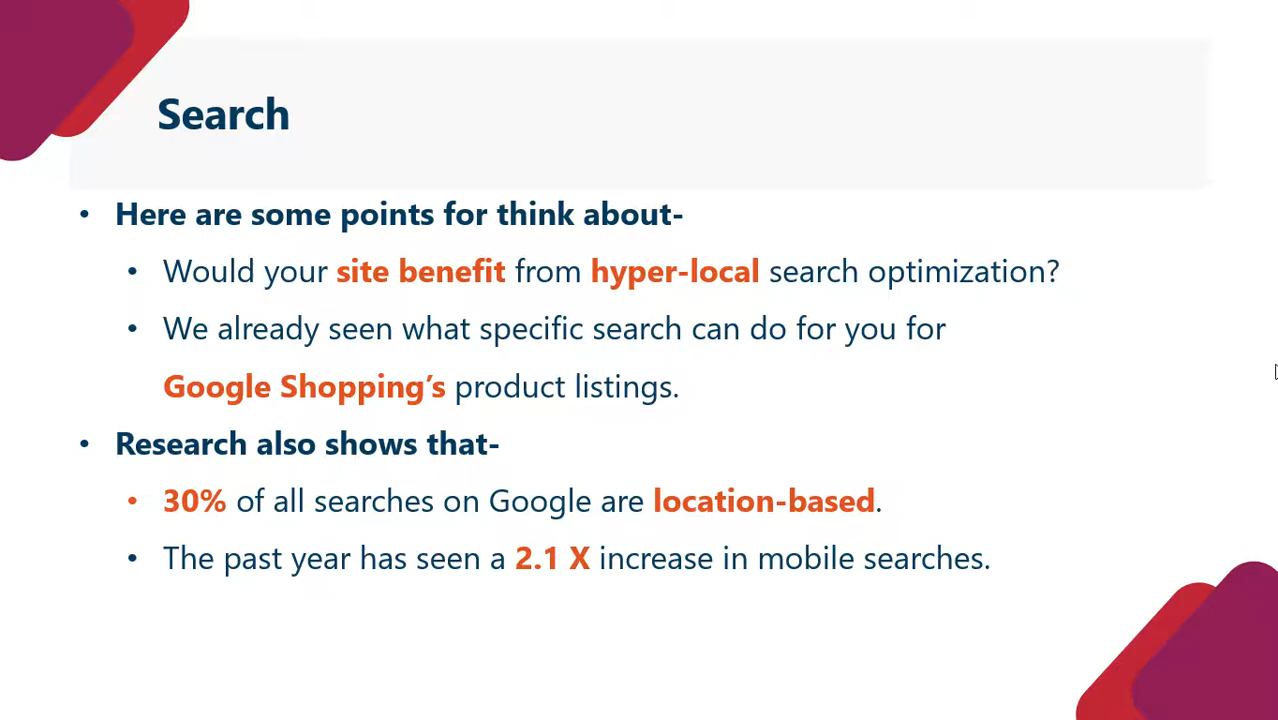 Search
• Here are some points for think about-
• Would your site benefit from hyper-local search optimization?
• We already seen what specific search can do for you for
Google Shopping’s product listings.
• Research also shows that-
• 30% of all searches on Google are location-based.
• The past year has seen a 2.1 X increase in mobile searches.